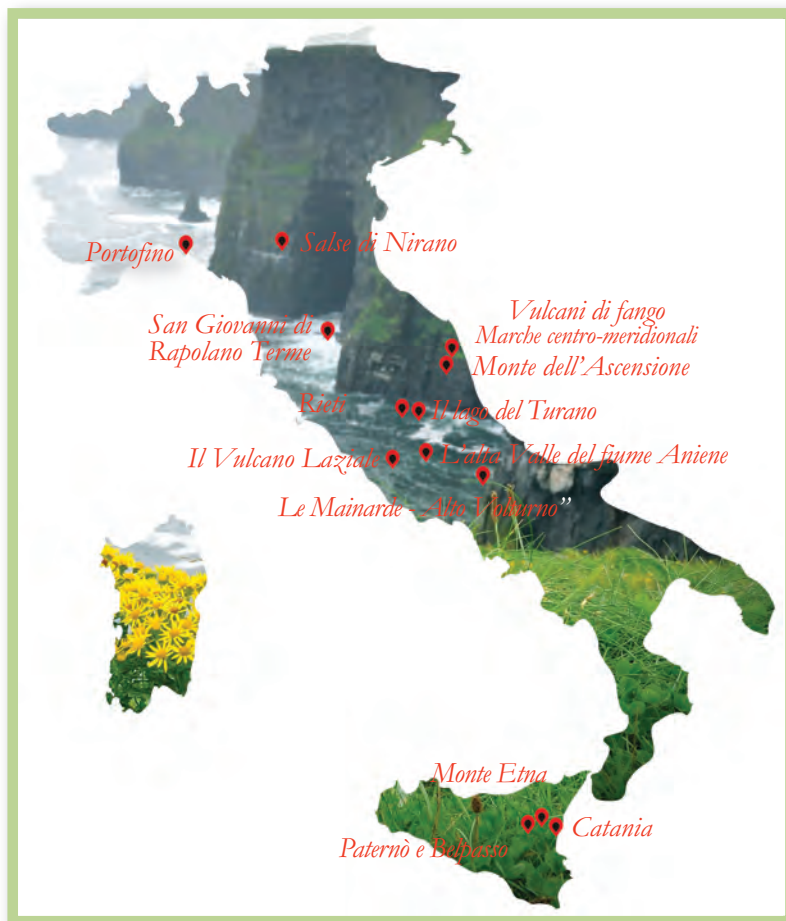 Portofino
Salse di Nirano
Vulcani di fango
Marche centro-meridionali
San Giovanni di
Rapolano Terme
Monte dell'Ascensione
Rieti
Il lago del Turano
Il Vulcano Laziale
L'alta Valle del fiume Aniene
Le Mainarde - Alto Volturno”
Monte Etna
Catania
Paternò e Belpasso